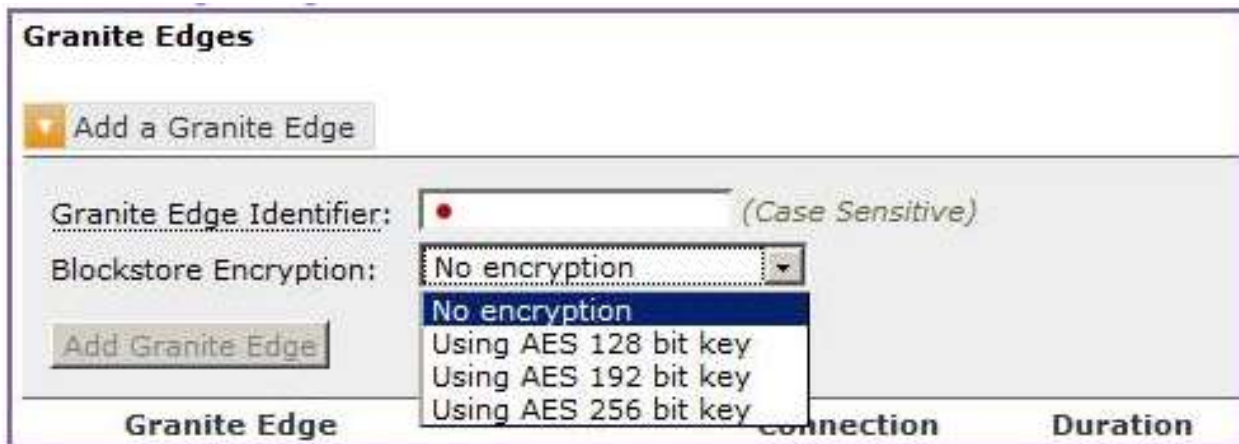 Granite Edges
Add a Granite Edge
Granite Edge Identifier: (Case Sensitive)
Blockstore Encryption: No encryption
No encryption
Using AES 128 bit key
Add Granite Edge
Using AES 192 bit key
Using AES 256 bit key
Granite Edge Connection Duration